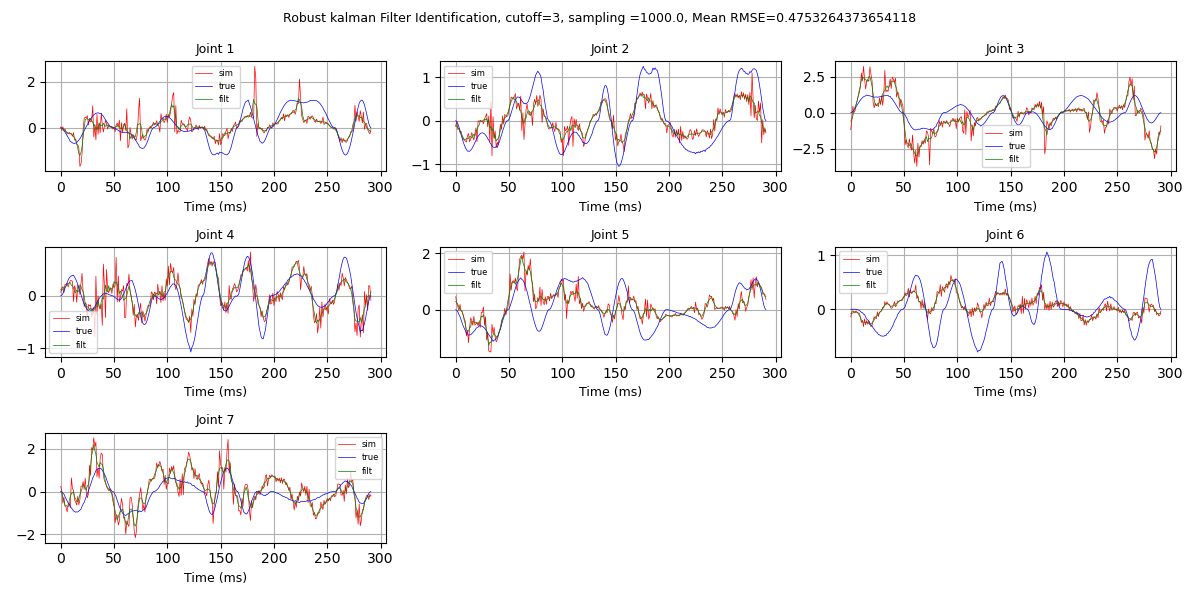 Robust kalman Filter Identification, cutoff=3, sampling =1000.0, Mean RMSE=0.4753264373654118
Joint 1
sim
true
filt
2
0
0 50 100 150 200 250 300
Time (ms)
Joint 2
sim
true
filt
1
0
−1
0 50 100 150 200 250 300
Time (ms)
Joint 3
sim
true
filt
2.5
0.0
−2.5
0 50 100 150 200 250 300
Time (ms)
Joint 4
sim
true
filt
0
−1
0 50 100 150 200 250 300
Time (ms)
Joint 5
sim
true
filt
2
0
0 50 100 150 200 250 300
Time (ms)
Joint 6
sim
true
filt
1
0
0 50 100 150 200 250 300
Time (ms)
Joint 7
sim
true
filt
2
0
−2
0 50 100 150 200 250 300
Time (ms)